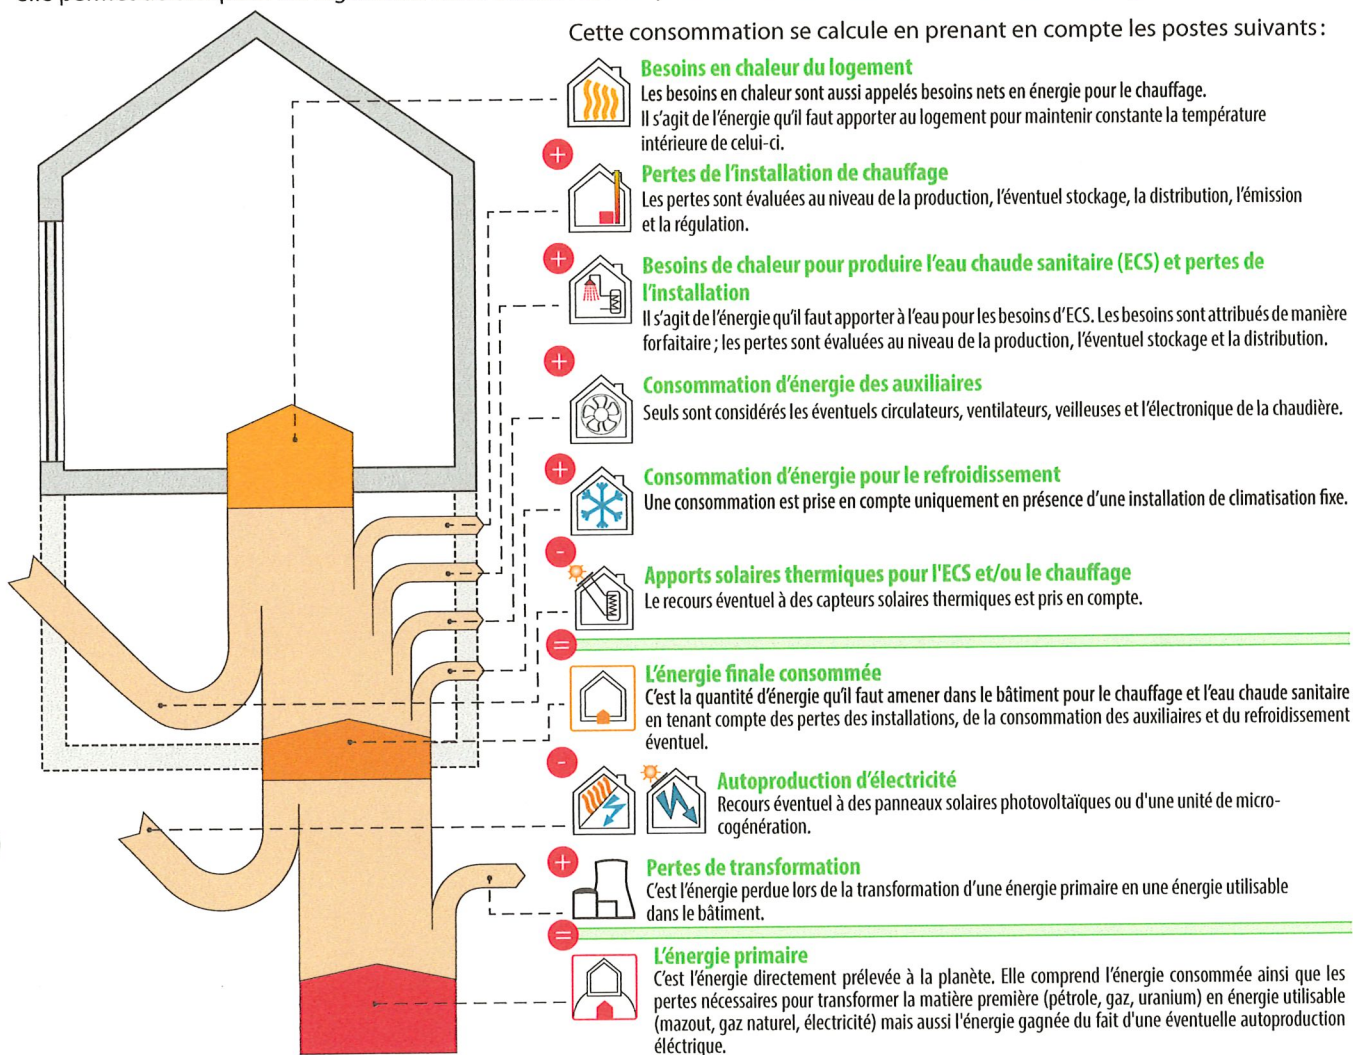 Cette consommation se calcule en prenant en compte les postes suivants :
Besoins en chaleur du logement
Les besoins en chaleur sont aussi appelés besoins nets en énergie pour le chauffage.
Il s'agit de l'énergie qu'il faut apporter au logement pour maintenir constante la température
intérieure de celui-ci.
+
Pertes de l'installation de chauffage
Les pertes sont évaluées au niveau de la production, l'éventuel stockage, la distribution, l'émission
et la régulation.
+
Besoins de chaleur pour produire l'eau chaude sanitaire (ECS) et pertes de
l'installation
Il s'agit de l'énergie qu'il faut apporter à l'eau pour les besoins d'ECS. Les besoins sont attribués de manière
forfaitaire ; les pertes sont évaluées au niveau de la production, l'éventuel stockage et la distribution.
+
Consommation d'énergie des auxiliaires
Seuls sont considérés les éventuels circulateurs, ventilateurs, veilleuses et l'électronique de la chaudière.
+
Consommation d'énergie pour le refroidissement
Une consommation est prise en compte uniquement en présence d'une installation de climatisation fixe.
-
Apports solaires thermiques pour l'ECS et/ou le chauffage
Le recours éventuel à des capteurs solaires thermiques est pris en compte.
=
L'énergie finale consommée
C'est la quantité d'énergie qu'il faut amener dans le bâtiment pour le chauffage et l'eau chaude sanitaire
en tenant compte des pertes des installations, de la consommation des auxiliaires et du refroidissement
éventuel.
-
Autoproduction d'électricité
Recours éventuel à des panneaux solaires photovoltaïques ou d'une unité de micro-
cogénération.
+
Pertes de transformation
C'est l'énergie perdue lors de la transformation d'une énergie primaire en une énergie utilisable
dans le bâtiment.
=
L'énergie primaire
C'est l'énergie directement prélevée à la planète. Elle comprend l'énergie consommée ainsi que les
pertes nécessaires pour transformer la matière première (pétrole, gaz, uranium) en énergie utilisable
(mazout, gaz naturel, électricité) mais aussi l'énergie gagnée du fait d'une éventuelle autoproduction
éléctrique.